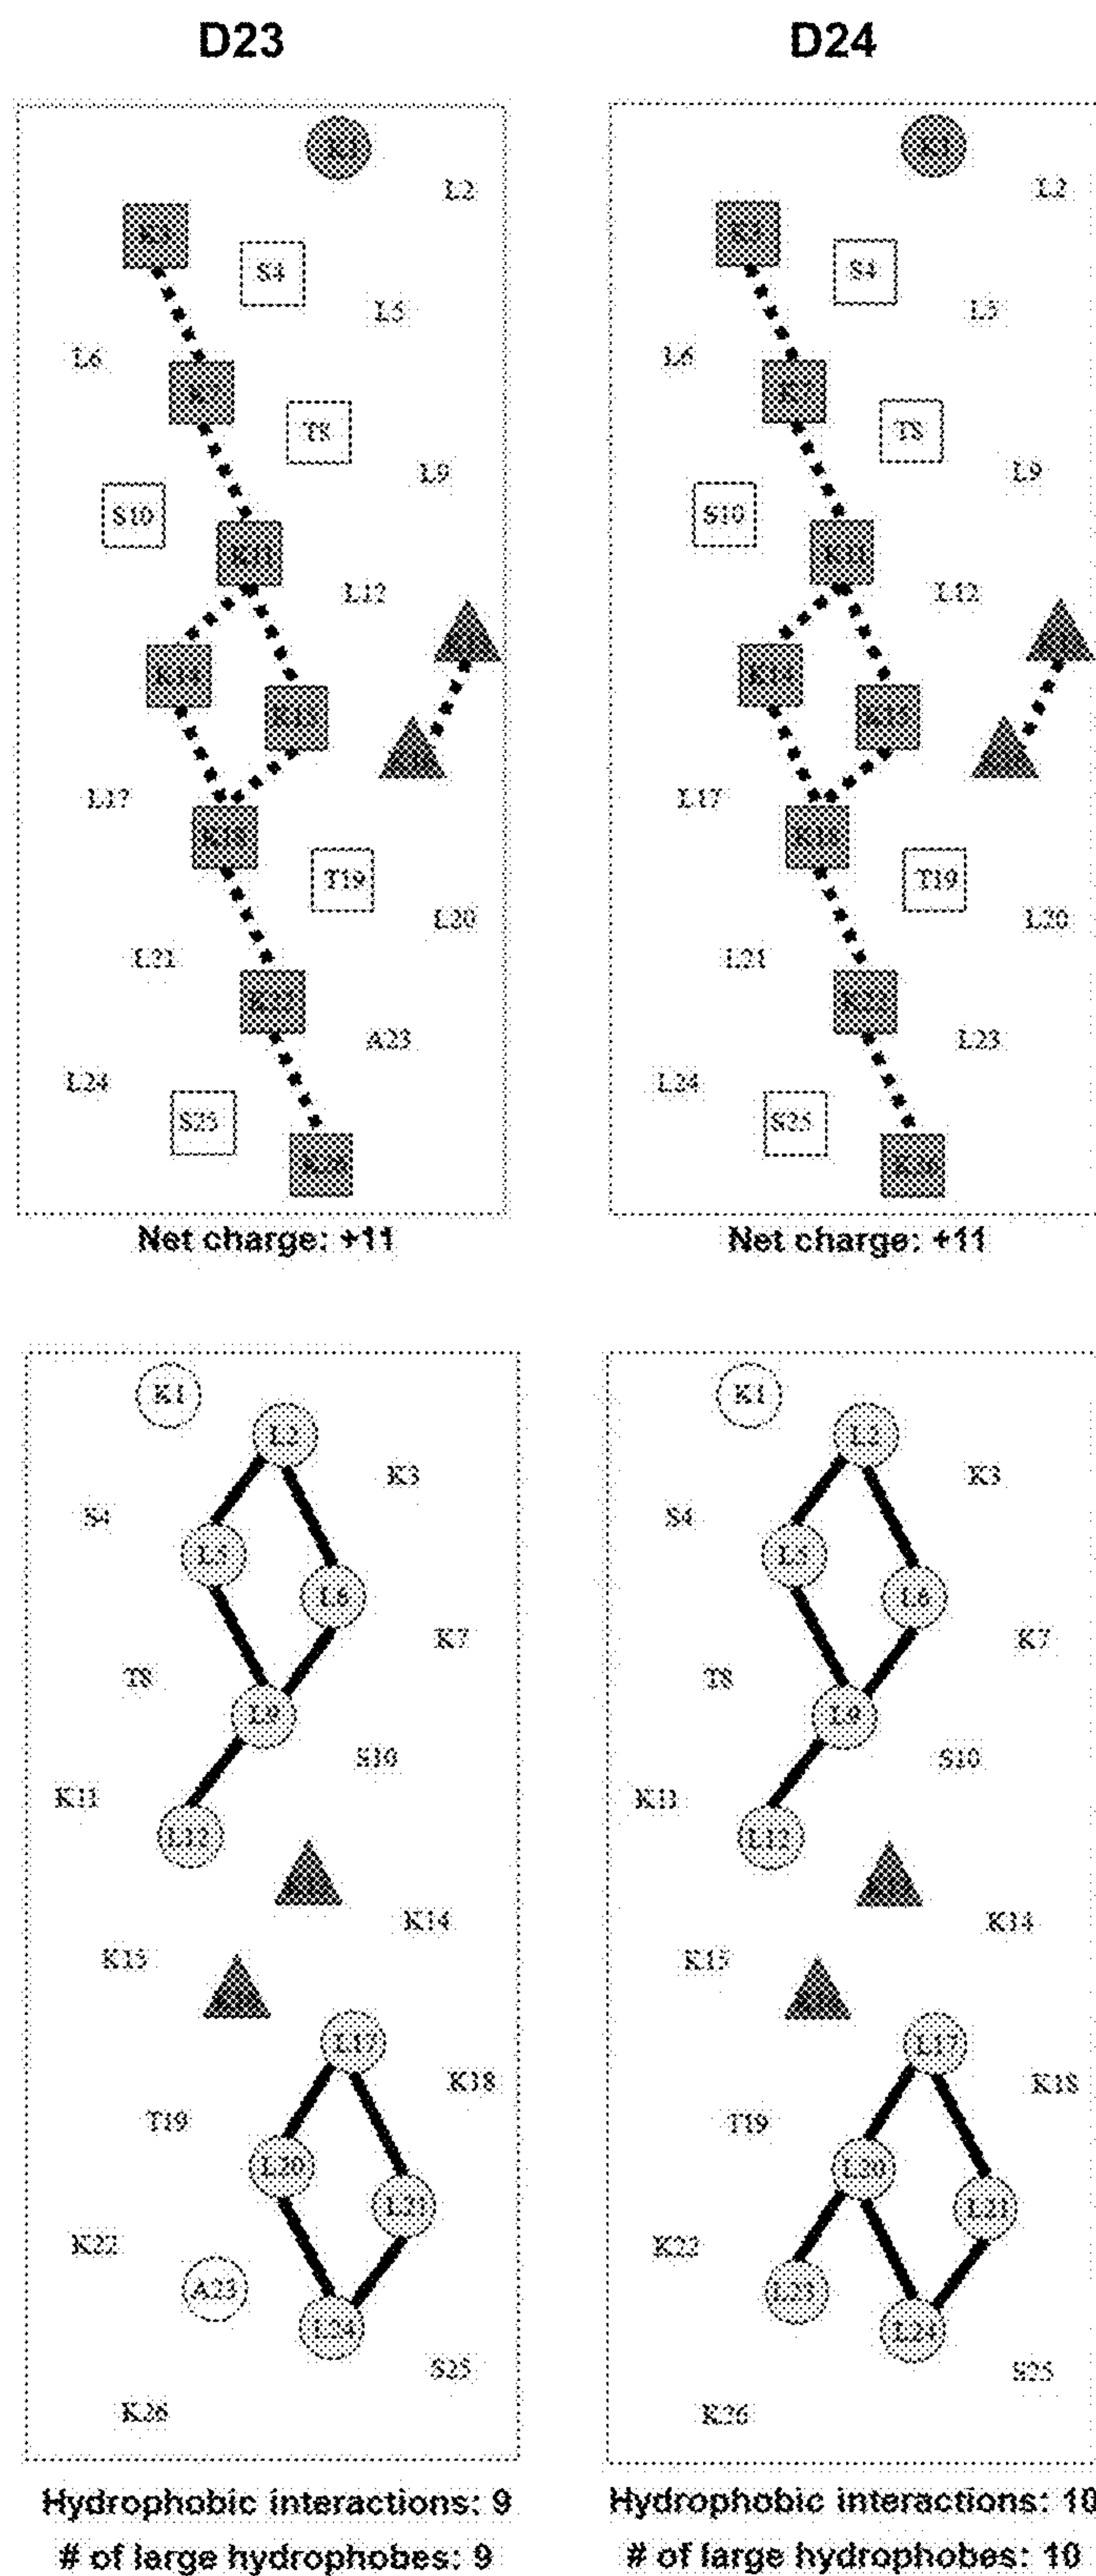 D23
D24
L2
S4
L5
L6
T8
L9
S10
L12
L17
T19
L20
L21
A23
L24
S25
Net charge: +11
L2
S4
L5
L6
T8
L9
S10
K11
L12
L17
T19
L20
L21
L23
L24
S25
Net charge: +11
K1
L2
K3
S4
L5
L6
K7
T8
L9
S10
K11
L12
K14
K15
L17
K18
T19
L20
L21
K22
A23
L24
S25
K26
Hydrophobic interactions: 9
# of large hydrophobes: 9
K1
L2
K3
S4
L5
L6
K7
T8
L9
S10
K11
L12
K14
K15
L17
K18
T19
L20
L21
K22
L23
L24
S25
K26
Hydrophobic interactions: 10
# of large hydrophobes: 10